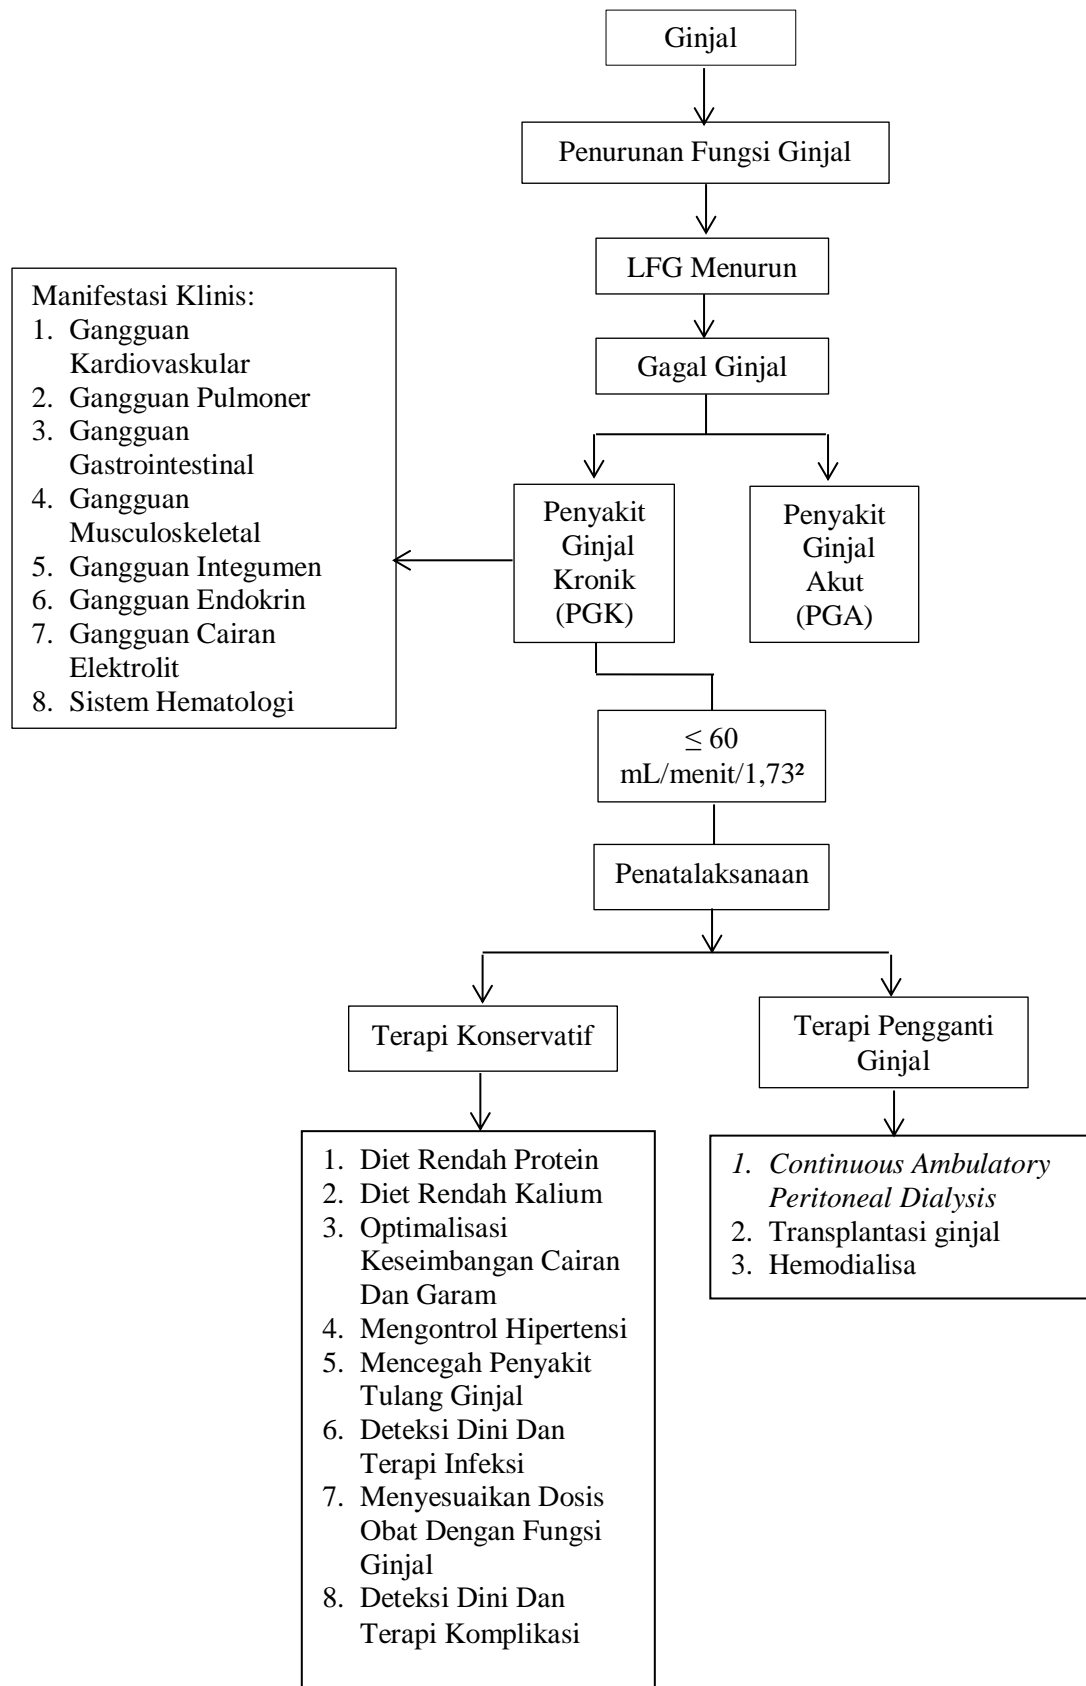 Ginjal
Penurunan Fungsi Ginjal
LFG Menurun
Gagal Ginjal
Manifestasi Klinis:
1. Gangguan
Kardiovaskular
2. Gangguan Pulmoner
3. Gangguan
Gastrointestinal
4. Gangguan
Musculoskeletal
5. Gangguan Integumen
6. Gangguan Endokrin
7. Gangguan Cairan
Elektrolit
8. Sistem Hematologi
Penyakit
Ginjal
Kronik
(PGK)
Penyakit
Ginjal
Akut
(PGA)
≤ 60
mL/menit/1,73²
Penatalaksanaan
Terapi Konservatif
Terapi Pengganti
Ginjal
1. Diet Rendah Protein
2. Diet Rendah Kalium
3. Optimalisasi
Keseimbangan Cairan
Dan Garam
4. Mengontrol Hipertensi
5. Mencegah Penyakit
Tulang Ginjal
6. Deteksi Dini Dan
Terapi Infeksi
7. Menyesuaikan Dosis
Obat Dengan Fungsi
Ginjal
8. Deteksi Dini Dan
Terapi Komplikasi
1. Continuous Ambulatory
Peritoneal Dialysis
2. Transplantasi ginjal
3. Hemodialisa